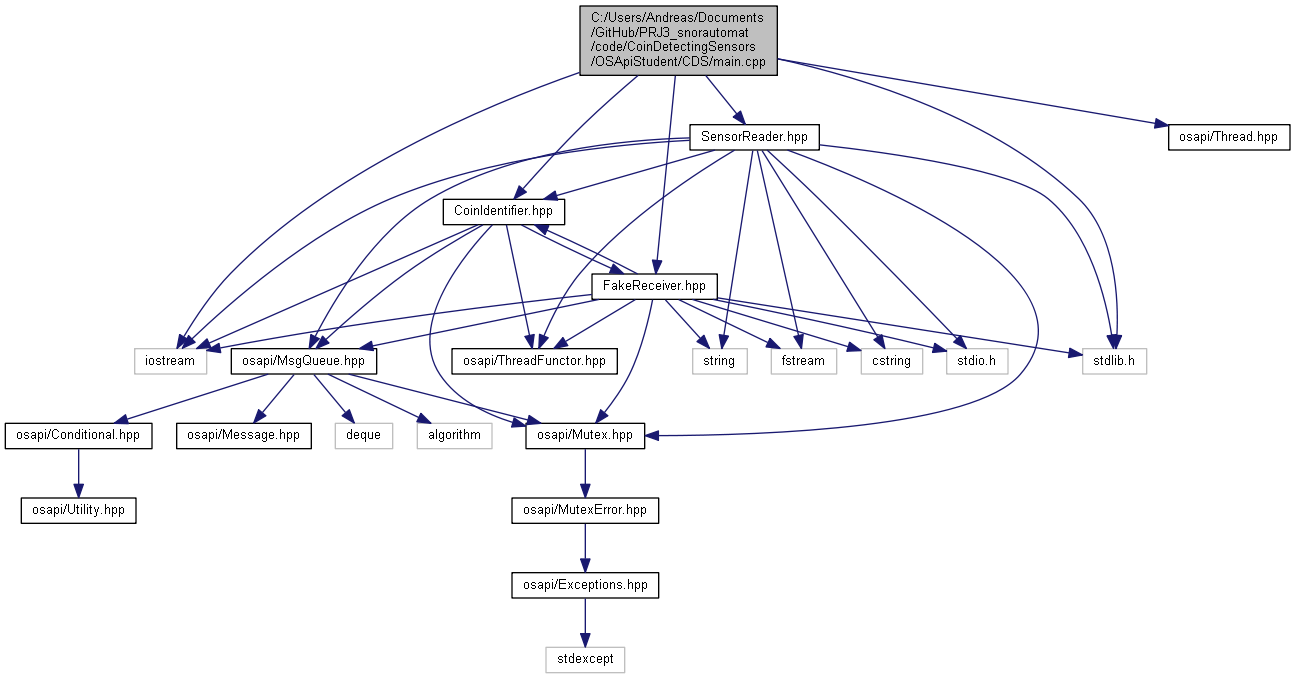 C:/Users/Andreas/Documents
/GitHub/PRJ3_snorautomat
/code/CoinDetectingSensors
/OSApiStudent/CDS/main.cpp
SensorReader.hpp
osapi/Thread.hpp
CoinIdentifier.hpp
FakeReceiver.hpp
iostream
osapi/MsgQueue.hpp
osapi/ThreadFunctor.hpp
string
fstream
cstring
stdio.h
stdlib.h
osapi/Conditional.hpp
osapi/Message.hpp
deque
algorithm
osapi/Mutex.hpp
osapi/Utility.hpp
osapi/MutexError.hpp
osapi/Exceptions.hpp
stdexcept